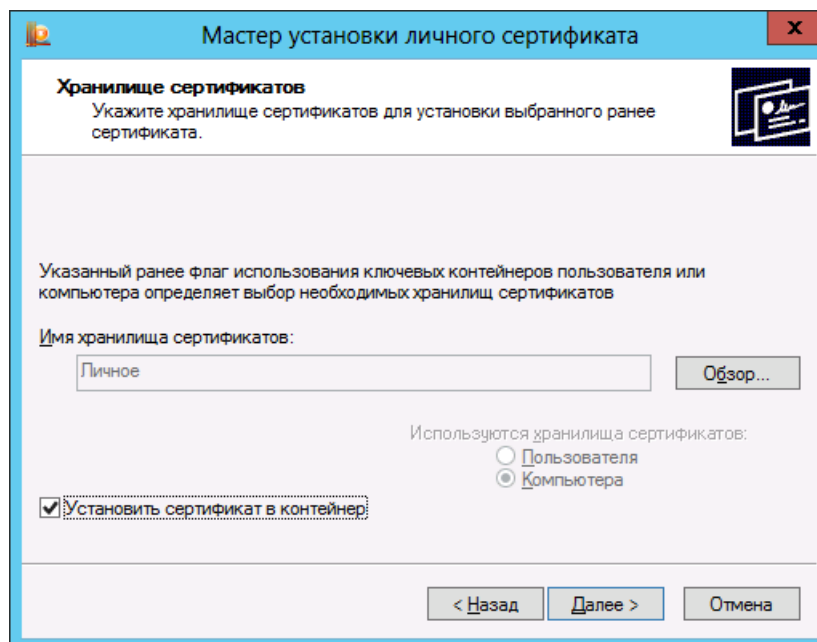 Мастер установки личного сертификата
x
Хранилище сертификатов
Укажите хранилище сертификатов для установки выбранного ранее
сертификата.
Указанный ранее флаг использования ключевых контейнеров пользователя или
компьютера определяет выбор необходимых хранилищ сертификатов
Имя хранилища сертификатов:
Личное
Обзор...
Используются хранилища сертификатов:
Пользователя
Компьютера
Установить сертификат в контейнер
< Назад
Далее >
Отмена